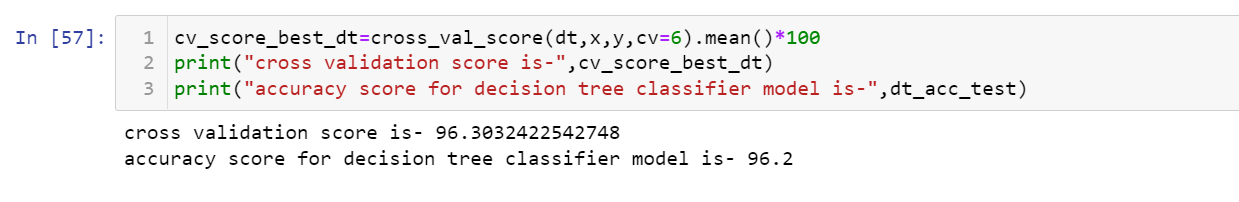 In [57]: 1 cv_score_best_dt=cross_val_score(dt,x,y,cv=6).mean()*100
2 print("cross validation score is-",cv_score_best_dt)
3 print("accuracy score for decision tree classifier model is-",dt_acc_test)
cross validation score is- 96.3032422542748
accuracy score for decision tree classifier model is- 96.2